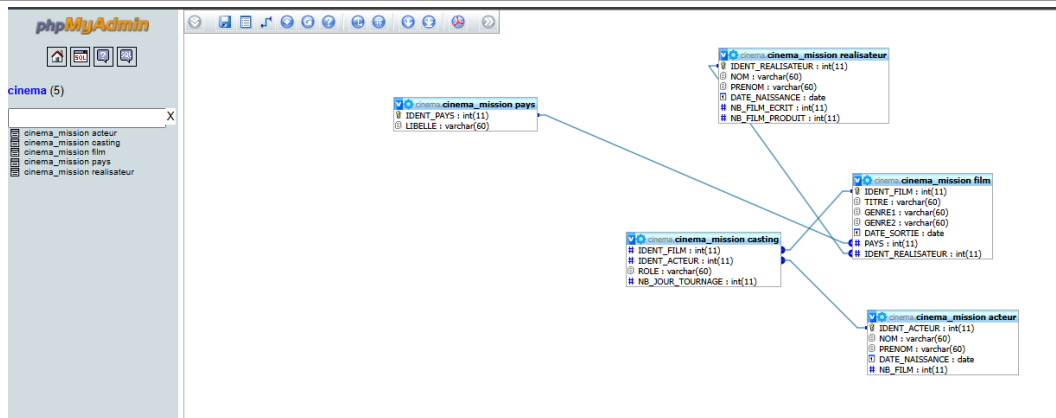 phpMyAdmin
SQL
cinema (5)
X
cinema_mission acteur
cinema_mission casting
cinema_mission film
cinema_mission pays
cinema_mission realisateur
cinema.cinema_mission realisateur
IDENT_REALISATEUR : int(11)
NOM : varchar(60)
PRENOM : varchar(60)
DATE_NAISSANCE : date
# NB_FILM_ECRIT : int(11)
# NB_FILM_PRODUIT : int(11)
cinema.cinema_mission pays
IDENT_PAYS : int(11)
LIBELLE : varchar(60)
cinema.cinema_mission film
IDENT_FILM : int(11)
TITRE : varchar(60)
GENRE1 : varchar(60)
GENRE2 : varchar(60)
DATE_SORTIE : date
# PAYS : int(11)
# IDENT_REALISATEUR : int(11)
cinema.cinema_mission casting
# IDENT_FILM : int(11)
# IDENT_ACTEUR : int(11)
ROLE : varchar(60)
# NB_JOUR_TOURNAGE : int(11)
cinema.cinema_mission acteur
IDENT_ACTEUR : int(11)
NOM : varchar(60)
PRENOM : varchar(60)
DATE_NAISSANCE : date
# NB_FILM : int(11)